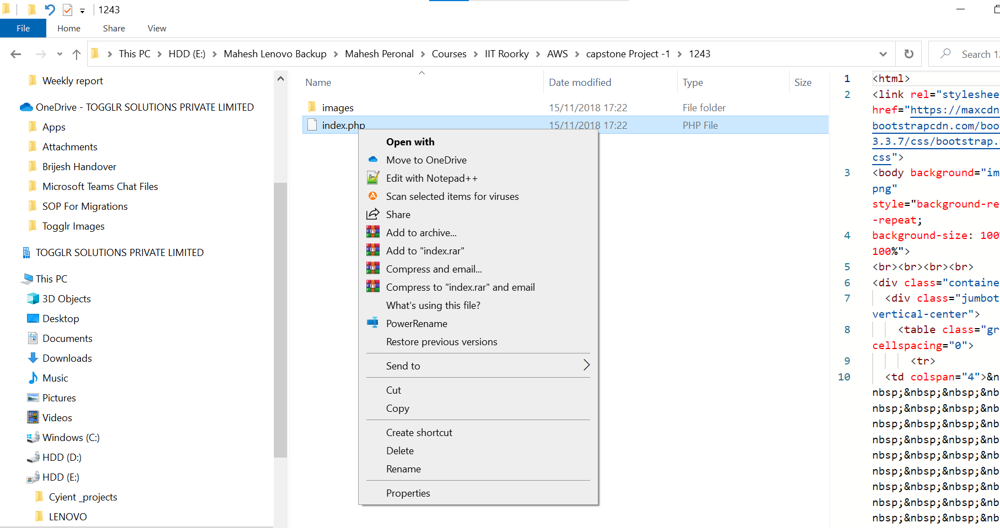 1243
File Home Share View
This PC HDD (E:) Mahesh Lenovo Backup Mahesh Peronal Courses IIT Roorky AWS capstone Project -1 1243
Search 12
Weekly report
OneDrive - TOGGLR SOLUTIONS PRIVATE LIMITED
Apps
Attachments
Brijesh Handover
Microsoft Teams Chat Files
SOP For Migrations
Togglr Images
TOGGLR SOLUTIONS PRIVATE LIMITED
This PC
3D Objects
Desktop
Documents
Downloads
Music
Pictures
Videos
Windows (C:)
HDD (D:)
HDD (E:)
Cyient _projects
LENOVO
Name Date modified Type Size
images 15/11/2018 17:22 File folder
index.php 15/11/2018 17:22 PHP File
Open with
Move to OneDrive
Edit with Notepad++
Scan selected items for viruses
Share
Add to archive...
Add to "index.rar"
Compress and email...
Compress to "index.rar" and email
What's using this file?
PowerRename
Restore previous versions
Send to
Cut
Copy
Create shortcut
Delete
Rename
Properties
1 <html>
2 <link rel="styleshee
href="https://maxcdn
bootstrapcdn.com/boo
3.3.7/css/bootstrap.
css">
3 <body background="im
png"
style="background-re
-repeat;
4 background-size: 100
100%">
5 <br><br><br><br>
6 <div class="containe
7 <div class="jumbot
vertical-center">
8 <table class="gr
cellspacing="0">
9 <tr>
10 <td colspan="4">&n
nbsp;&nbsp;&nbsp;&nb
nbsp;&nbsp;&nbsp;&nb
nbsp;&nbsp;&nbsp;&nb
nbsp;&nbsp;&nbsp;&nb
nbsp;&nbsp;&nbsp;&nb
nbsp;&nbsp;&nbsp;&nb
nbsp;&nbsp;&nbsp;&nb
nbsp;&nbsp;&nbsp;&nb
nbsp;&nbsp;&nbsp;&nb